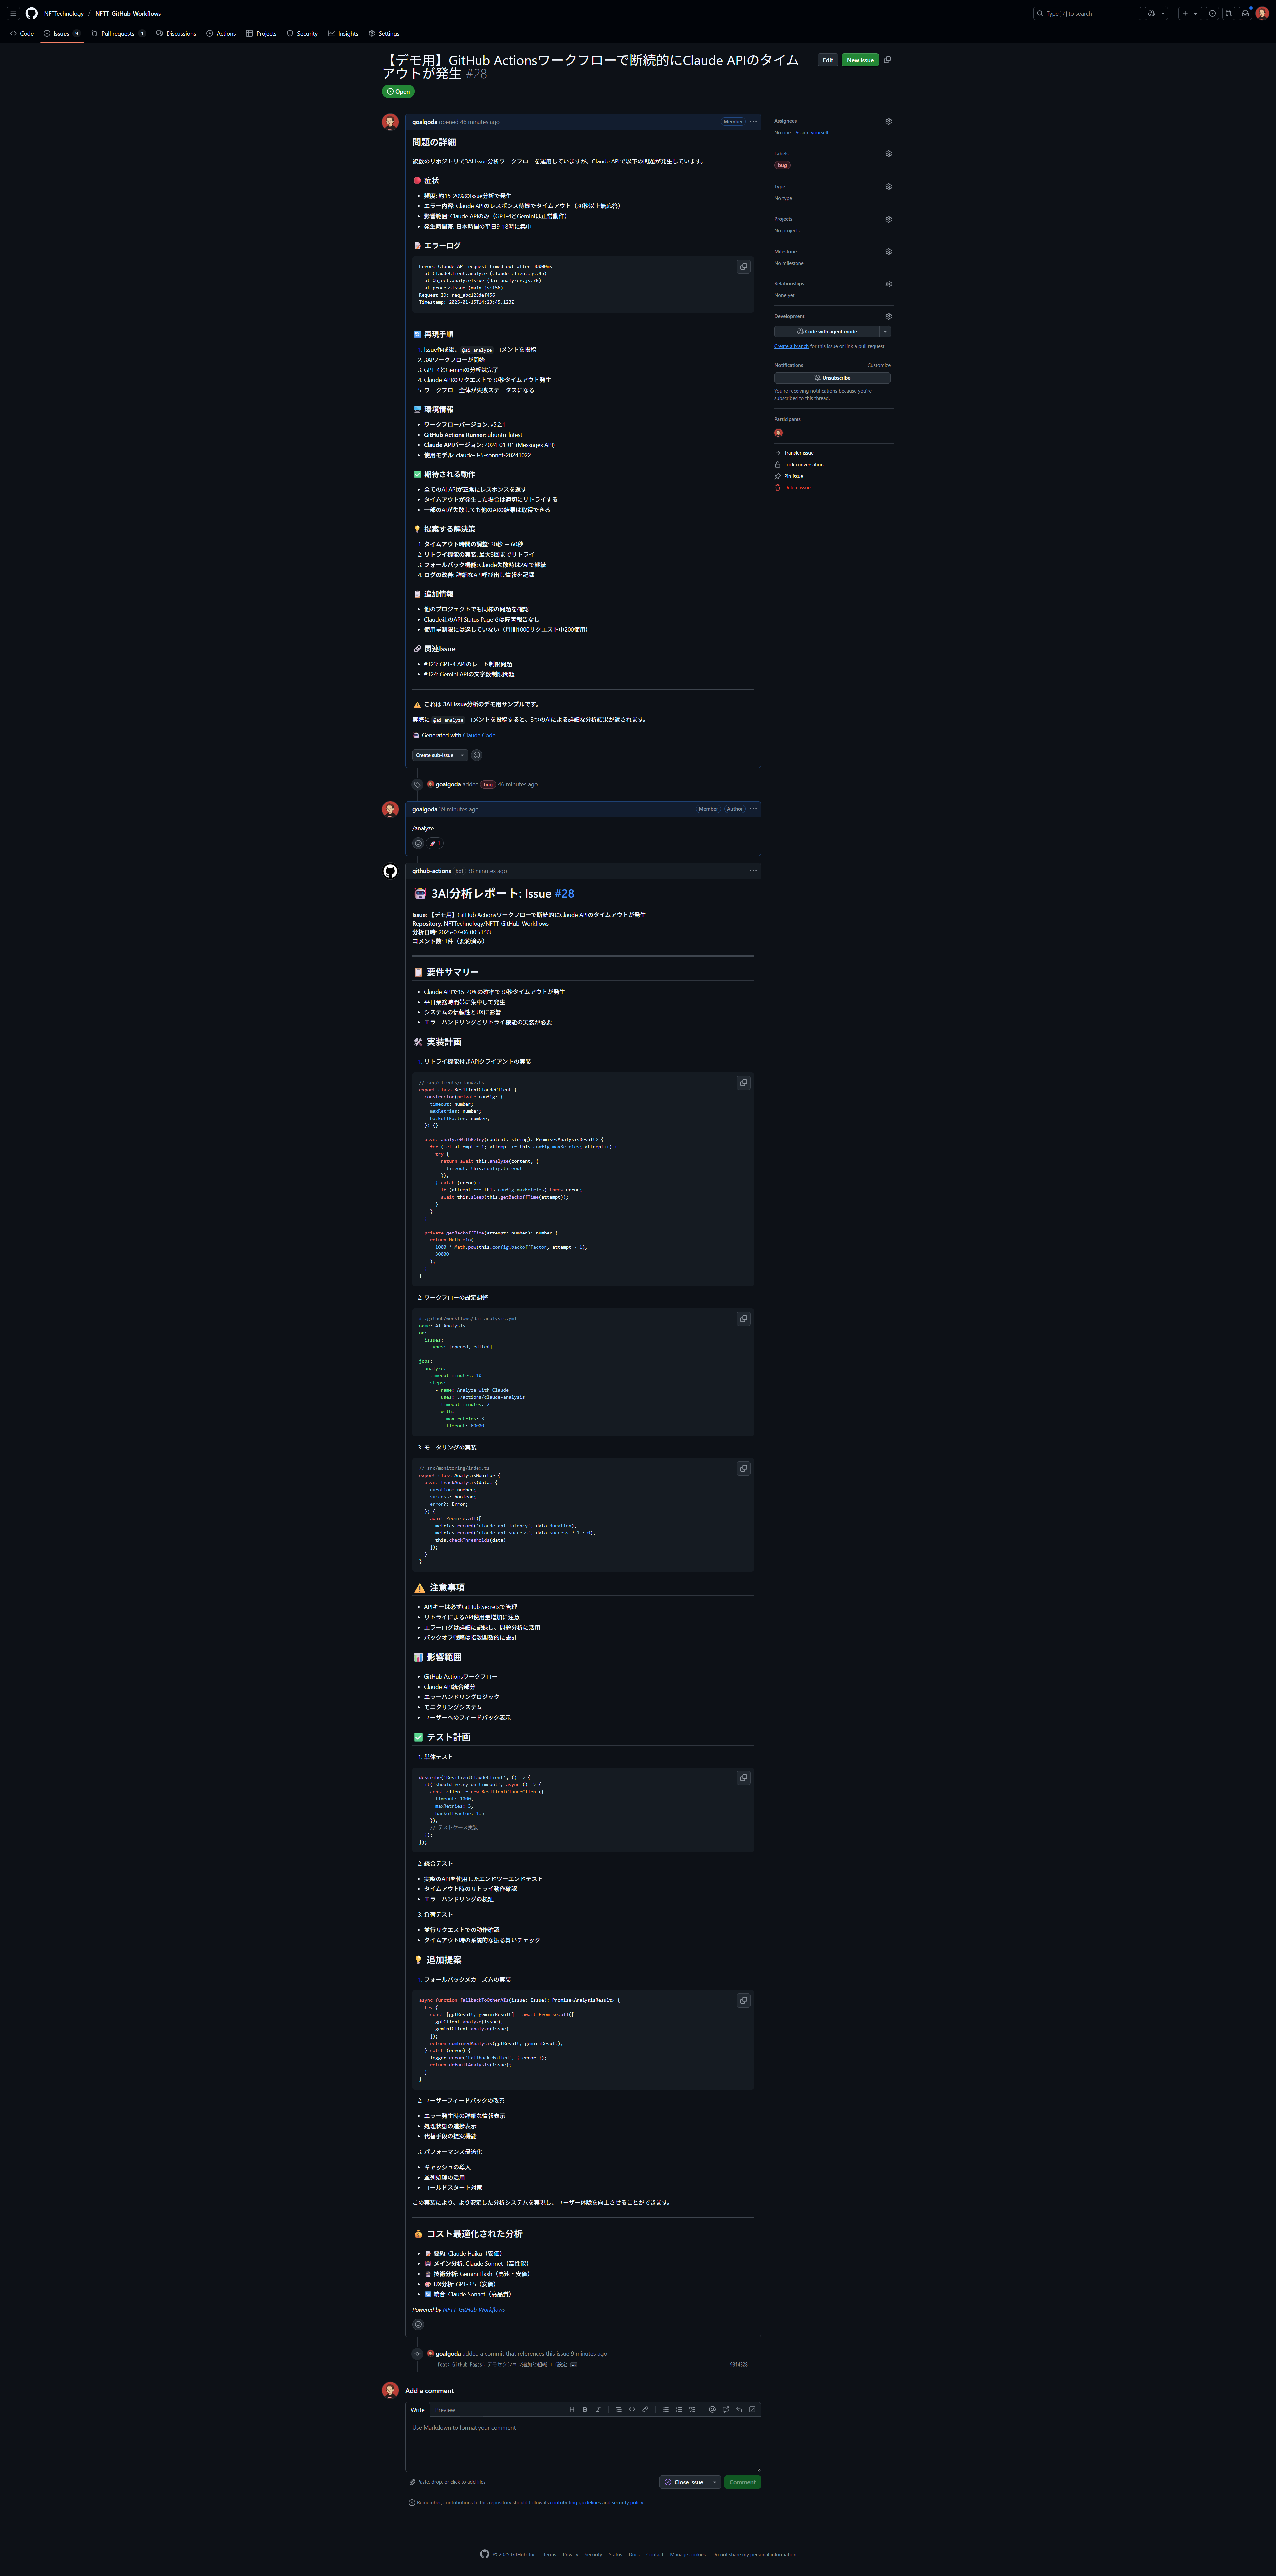 NFTTechnology / NFTT-GitHub-Workflows
Type / to search
Code
Issues 9
Pull requests 1
Discussions
Actions
Projects
Security
Insights
Settings
【デモ用】GitHub Actionsワークフローで断続的にClaude APIのタイム
アウトが発生 #28
Edit
New issue
Open
goalgoda opened 46 minutes ago
Member
問題の詳細
複数のリポジトリで3AI Issue分析ワークフローを運用していますが、Claude APIで以下の問題が発生しています。
症状
頻度: 約15-20%のIssue分析で発生
エラー内容: Claude APIのレスポンス待機でタイムアウト（30秒以上無応答）
影響範囲: Claude APIのみ（GPT-4とGeminiは正常動作）
発生時間帯: 日本時間の平日9-18時に集中
エラーログ
Error: Claude API request timed out after 30000ms
at ClaudeClient.analyze (claude-client.js:45)
at Object.analyzeIssue (3ai-analyzer.js:78)
at processIssue (main.js:156)
Request ID: req_abc123def456
Timestamp: 2025-01-15T14:23:45.123Z
再現手順
1. Issue作成後、@ai analyze コメントを投稿
2. 3AIワークフローが開始
3. GPT-4とGeminiの分析は完了
4. Claude APIのリクエストで30秒タイムアウト発生
5. ワークフロー全体が失敗ステータスになる
環境情報
ワークフローバージョン: v5.2.1
GitHub Actions Runner: ubuntu-latest
Claude APIバージョン: 2024-01-01 (Messages API)
使用モデル: claude-3-5-sonnet-20241022
期待される動作
全てのAI APIが正常にレスポンスを返す
タイムアウトが発生した場合は適切にリトライする
一部のAIが失敗しても他のAIの結果は取得できる
提案する解決策
1. タイムアウト時間の調整: 30秒 → 60秒
2. リトライ機能の実装: 最大3回までリトライ
3. フォールバック機能: Claude失敗時は2AIで継続
4. ログの改善: 詳細なAPI呼び出し情報を記録
追加情報
他のプロジェクトでも同様の問題を確認
Claude社のAPI Status Pageでは障害報告なし
使用量制限には達していない（月間1000リクエスト中200使用）
関連Issue
#123: GPT-4 APIのレート制限問題
#124: Gemini APIの文字数制限問題
これは 3AI Issue分析のデモ用サンプルです。
実際に @ai analyze コメントを投稿すると、3つのAIによる詳細な分析結果が返されます。
Generated with Claude Code
Create sub-issue
goalgoda added bug 46 minutes ago
goalgoda 39 minutes ago
Member
Author
/analyze
1
github-actions bot 38 minutes ago
3AI分析レポート: Issue #28
Issue: 【デモ用】GitHub Actionsワークフローで断続的にClaude APIのタイムアウトが発生
Repository: NFTTechnology/NFTT-GitHub-Workflows
分析日時: 2025-07-06 00:51:33
コメント数: 1件（要約済み）
要件サマリー
Claude APIで15-20%の確率で30秒タイムアウトが発生
平日業務時間帯に集中して発生
システムの信頼性とUXに影響
エラーハンドリングとリトライ機能の実装が必要
実装計画
1. リトライ機能付きAPIクライアントの実装
// src/clients/claude.ts
export class ResilientClaudeClient {
constructor(private config: {
timeout: number;
maxRetries: number;
backoffFactor: number;
}) {}
async analyzeWithRetry(content: string): Promise<AnalysisResult> {
for (let attempt = 1; attempt <= this.config.maxRetries; attempt++) {
try {
return await this.analyze(content, {
timeout: this.config.timeout
});
} catch (error) {
if (attempt === this.config.maxRetries) throw error;
await this.sleep(this.getBackoffTime(attempt));
}
}
}
private getBackoffTime(attempt: number): number {
return Math.min(
1000 * Math.pow(this.config.backoffFactor, attempt - 1),
30000
);
}
}
2. ワークフローの設定調整
# .github/workflows/3ai-analysis.yml
name: AI Analysis
on:
issues:
types: [opened, edited]
jobs:
analyze:
timeout-minutes: 10
steps:
- name: Analyze with Claude
uses: ./actions/claude-analysis
timeout-minutes: 2
with:
max-retries: 3
timeout: 60000
3. モニタリングの実装
// src/monitoring/index.ts
export class AnalysisMonitor {
async trackAnalysis(data: {
duration: number;
success: boolean;
error?: Error;
}) {
await Promise.all([
metrics.record('claude_api_latency', data.duration),
metrics.record('claude_api_success', data.success ? 1 : 0),
this.checkThresholds(data)
]);
}
}
注意事項
APIキーは必ずGitHub Secretsで管理
リトライによるAPI使用量増加に注意
エラーログは詳細に記録し、問題分析に活用
バックオフ戦略は指数関数的に設計
影響範囲
GitHub Actionsワークフロー
Claude API統合部分
エラーハンドリングロジック
モニタリングシステム
ユーザーへのフィードバック表示
テスト計画
1. 単体テスト
describe('ResilientClaudeClient', () => {
it('should retry on timeout', async () => {
const client = new ResilientClaudeClient({
timeout: 1000,
maxRetries: 3,
backoffFactor: 1.5
});
// テストケース実装
});
});
2. 統合テスト
実際のAPIを使用したエンドツーエンドテスト
タイムアウト時のリトライ動作確認
エラーハンドリングの検証
3. 負荷テスト
並行リクエストでの動作確認
タイムアウト時の系統的な振る舞いチェック
追加提案
1. フォールバックメカニズムの実装
async function fallbackToOtherAIs(issue: Issue): Promise<AnalysisResult> {
try {
const [gptResult, geminiResult] = await Promise.all([
gptClient.analyze(issue),
geminiClient.analyze(issue)
]);
return combinedAnalysis(gptResult, geminiResult);
} catch (error) {
logger.error('Fallback failed', { error });
return defaultAnalysis(issue);
}
}
2. ユーザーフィードバックの改善
エラー発生時の詳細な情報表示
処理状態の進捗表示
代替手段の提案機能
3. パフォーマンス最適化
キャッシュの導入
並列処理の活用
コールドスタート対策
この実装により、より安定した分析システムを実現し、ユーザー体験を向上させることができます。
コスト最適化された分析
要約: Claude Haiku（安価）
メイン分析: Claude Sonnet（高性能）
技術分析: Gemini Flash（高速・安価）
UX分析: GPT-3.5（安価）
統合: Claude Sonnet（高品質）
Powered by NFTT-GitHub-Workflows
goalgoda added a commit that references this issue 9 minutes ago
feat: GitHub Pagesにデモセクション追加と組織ロゴ設定
93f4328
Add a comment
Write
Preview
Use Markdown to format your comment
Paste, drop, or click to add files
Close issue
Comment
Remember, contributions to this repository should follow its contributing guidelines and security policy.
Assignees
No one - Assign yourself
Labels
bug
Type
No type
Projects
No projects
Milestone
No milestone
Relationships
None yet
Development
Code with agent mode
Create a branch for this issue or link a pull request.
Notifications
Customize
Unsubscribe
You're receiving notifications because you're
subscribed to this thread.
Participants
Transfer issue
Lock conversation
Pin issue
Delete issue
© 2025 GitHub, Inc.
Terms
Privacy
Security
Status
Docs
Contact
Manage cookies
Do not share my personal information